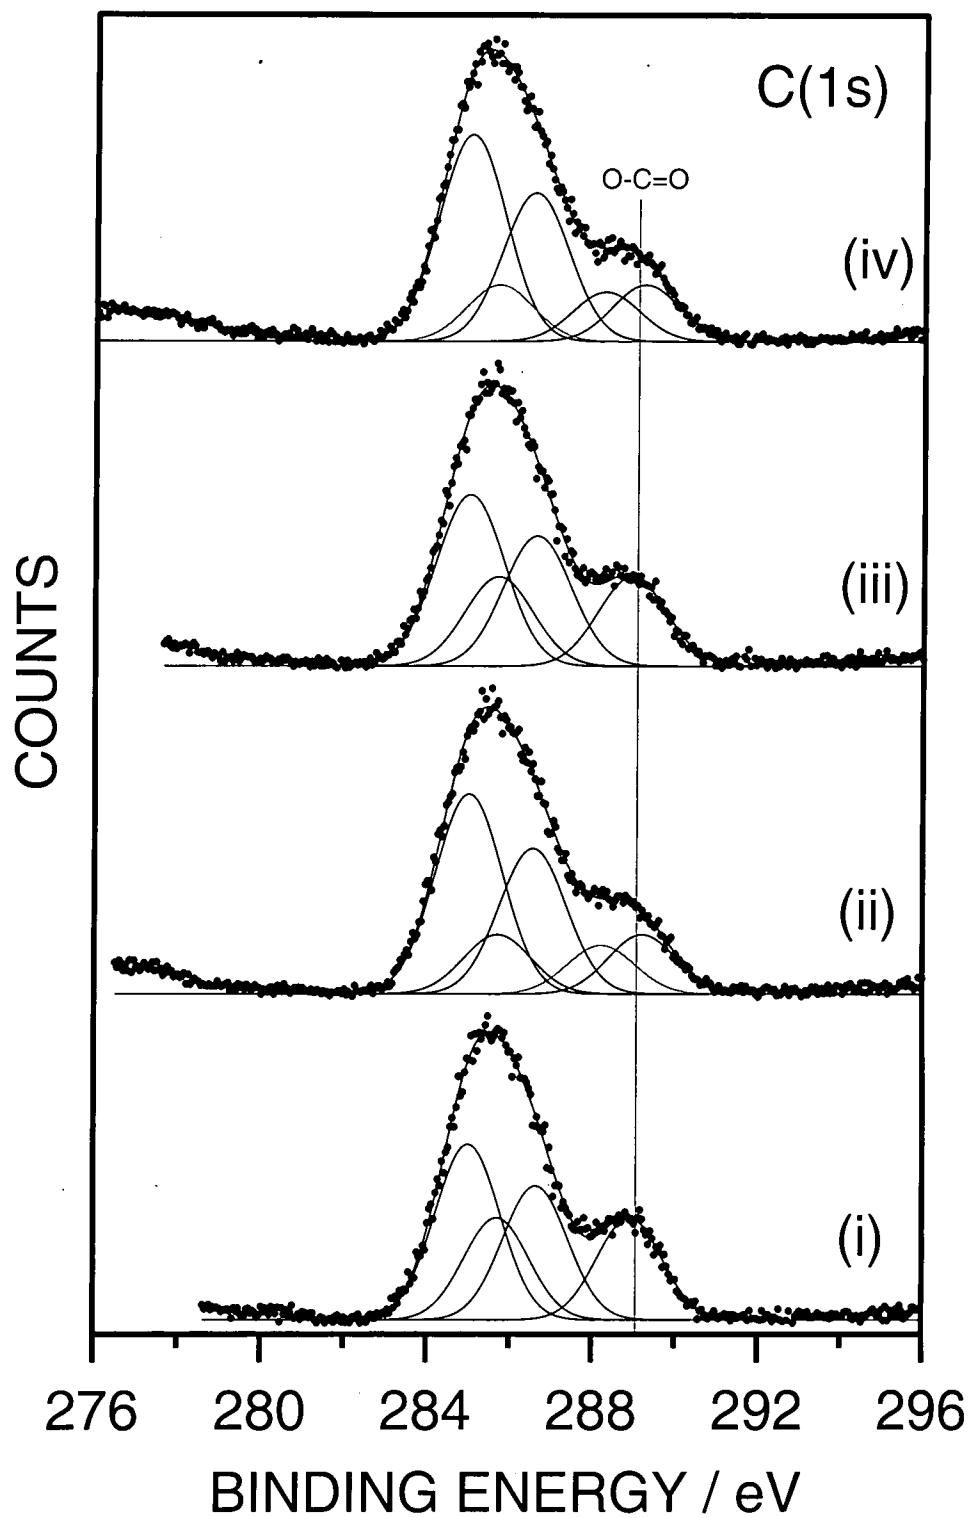 C(1s)
O-C=O
(iv)
(iii)
(ii)
(i)
COUNTS
276 280 284 288 292 296
BINDING ENERGY / eV